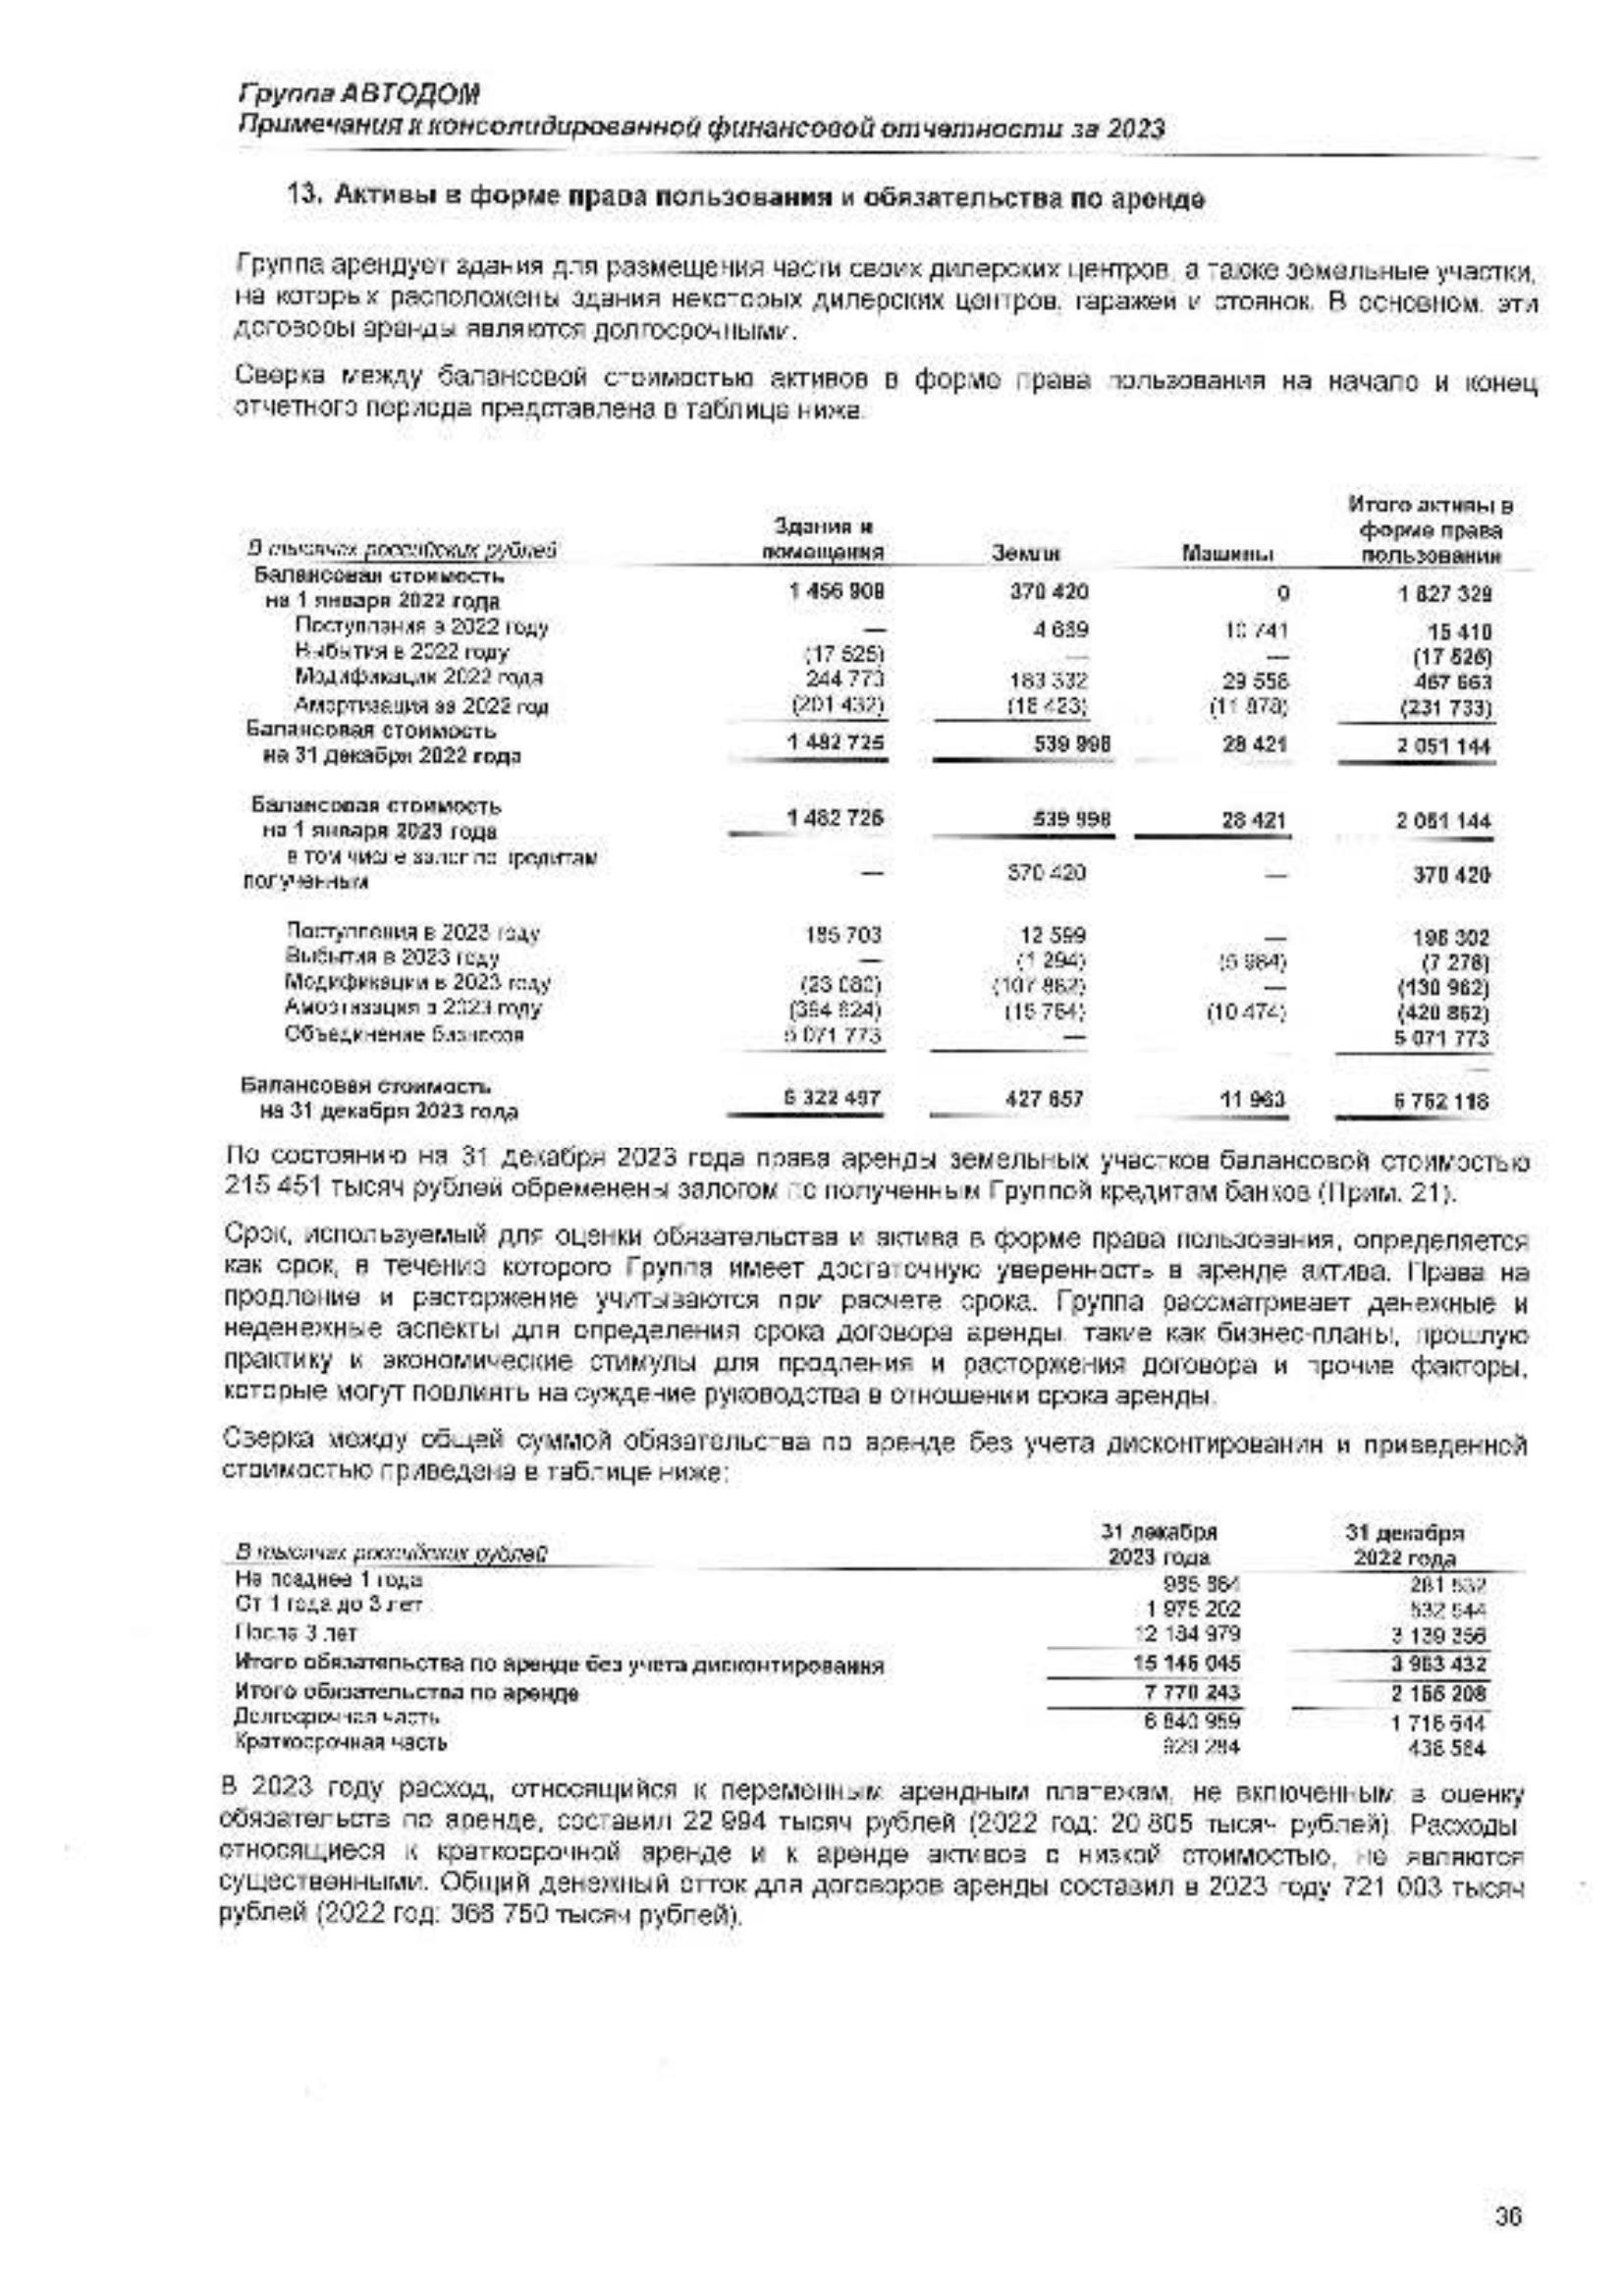 Группа АВТОДОМ
Примечания к консолидированной финансовой отчетности за 2023
13. Активы в форме права пользования и обязательства по аренде
Группа арендует здания для размещения части своих дилерских центров, а также земельные участки,
на которых расположены здания некоторых дилерских центров, гаражей и стоянок. В основном, эти
договоры аренды являются долгосрочными.
Сверка между балансовой стоимостью активов в форме права пользования на начало и конец
отчетного периода представлена в таблице ниже.
В тысячах российских рублей Здания и помещения Земли Машины Итого активы в форме права пользования
Балансовая стоимость
на 1 января 2022 года 1 456 908 370 420 0 1 827 329
Поступления в 2022 году — 4 669 10 741 15 410
Выбытия в 2022 году (17 525) — — (17 525)
Модификации 2022 года 244 773 183 332 29 558 457 663
Амортизация за 2022 год (201 432) (18 423) (11 878) (231 733)
Балансовая стоимость
на 31 декабря 2022 года 1 482 725 539 998 28 421 2 051 144
Балансовая стоимость
на 1 января 2023 года 1 482 725 539 998 28 421 2 051 144
в том числе залог по кредитам
полученным — 370 420 — 370 420
Поступления в 2023 году 185 703 12 599 — 198 302
Выбытия в 2023 году — (1 294) (5 984) (7 278)
Модификации в 2023 году (23 080) (107 882) — (130 962)
Амортизация в 2023 году (394 624) (15 764) (10 474) (420 862)
Объединение бизнесов 5 071 773 — 5 071 773
—
Балансовая стоимость
на 31 декабря 2023 года 6 322 497 427 657 11 963 6 762 118
По состоянию на 31 декабря 2023 года права аренды земельных участков балансовой стоимостью
215 451 тысяч рублей обременены залогом по полученным Группой кредитам банков (Прим. 21).
Срок, используемый для оценки обязательства и актива в форме права пользования, определяется
как срок, в течение которого Группа имеет достаточную уверенность в аренде актива. Права на
продление и расторжение учитываются при расчете срока. Группа рассматривает денежные и
неденежные аспекты для определения срока договора аренды, такие как бизнес-планы, прошлую
практику и экономические стимулы для продления и расторжения договора и прочие факторы,
которые могут повлиять на суждение руководства в отношении срока аренды.
Сверка между общей суммой обязательства по аренде без учета дисконтирования и приведенной
стоимостью приведена в таблице ниже:
В тысячах российских рублей 31 декабря 2023 года 31 декабря 2022 года
Не позднее 1 года 985 864 281 532
От 1 года до 3 лет 1 975 202 532 544
После 3 лет 12 184 979 3 139 356
Итого обязательства по аренде без учета дисконтирования 15 146 045 3 953 432
Итого обязательства по аренде 7 770 243 2 155 208
Долгосрочная часть 6 840 959 1 716 644
Краткосрочная часть 929 284 438 564
В 2023 году расход, относящийся к переменным арендным платежам, не включенным в оценку
обязательств по аренде, составил 22 994 тысяч рублей (2022 год: 20 805 тысяч рублей). Расходы
относящиеся к краткосрочной аренде и к аренде активов с низкой стоимостью, не являются
существенными. Общий денежный отток для договоров аренды составил в 2023 году 721 003 тысяч
рублей (2022 год: 368 750 тысяч рублей).
36